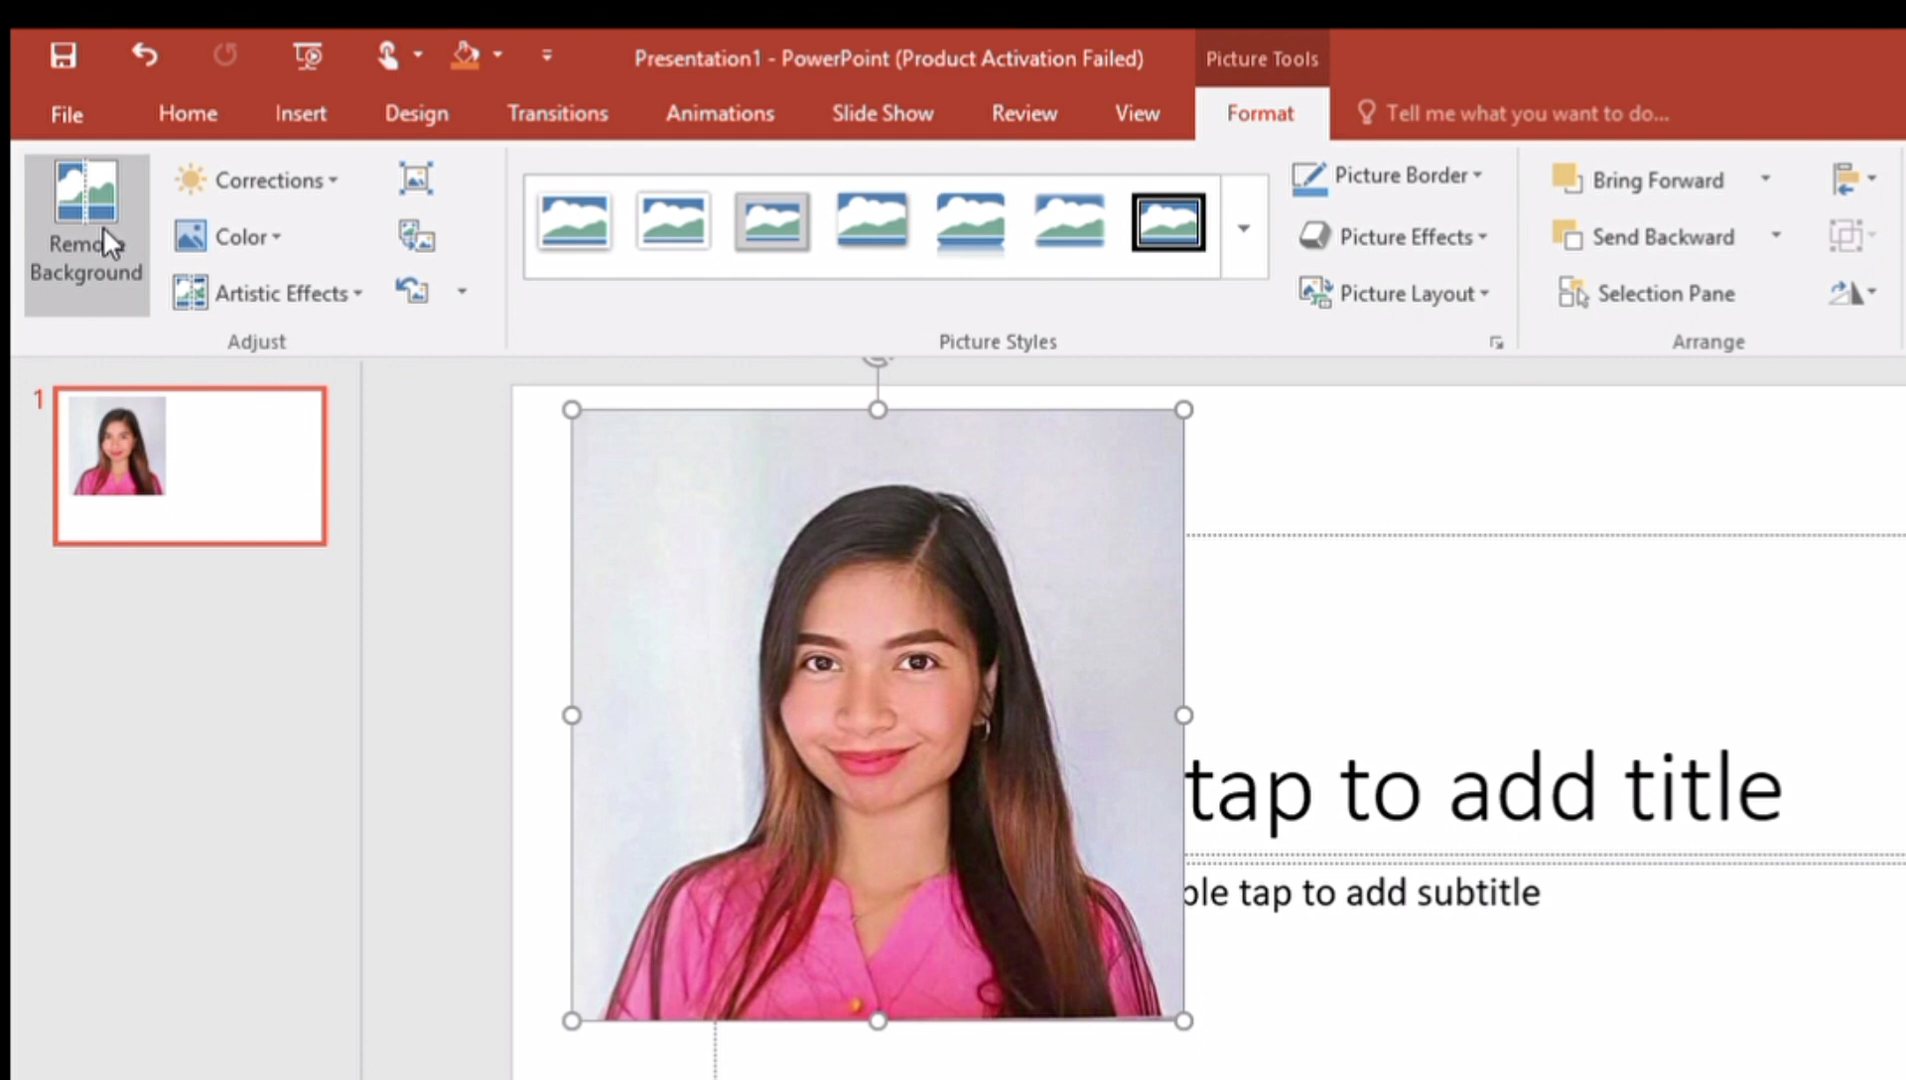 Presentation1 - PowerPoint (Product Activation Failed)
Picture Tools
File
Home
Insert
Design
Transitions
Animations
Slide Show
Review
View
Format
Tell me what you want to do...
Background
Corrections
Color
Artistic Effects
Adjust
Picture Styles
Picture Border
Picture Effects
Picture Layout
Bring Forward
Send Backward
Selection Pane
Arrange
1
tap to add title
tap to add subtitle